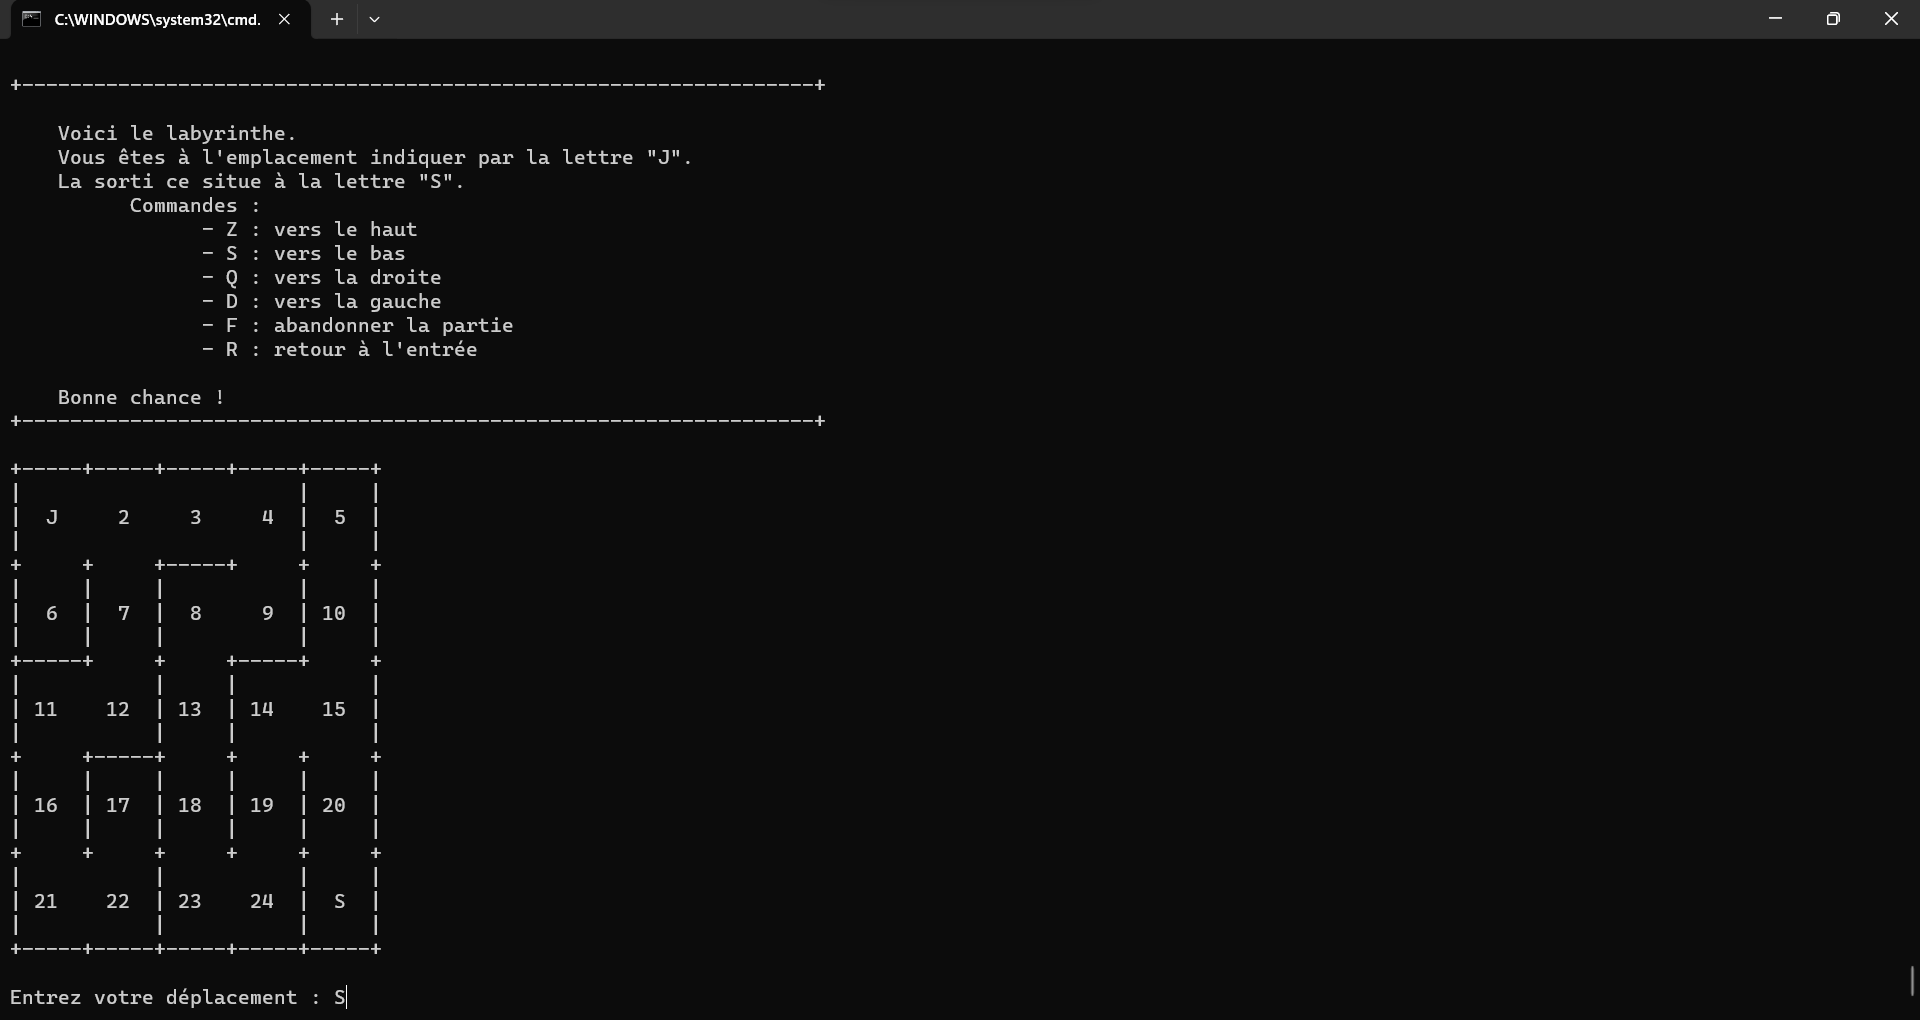 C:\WINDOWS\system32\cmd.
+------------------------------------------------------------------+
    Voici le labyrinthe.
    Vous êtes à l'emplacement indiquer par la lettre "J".
    La sorti ce situe à la lettre "S".
          Commandes :
                - Z : vers le haut
                - S : vers le bas
                - Q : vers la droite
                - D : vers la gauche
                - F : abandonner la partie
                - R : retour à l'entrée
    Bonne chance !
+------------------------------------------------------------------+
+-----+-----+-----+-----+-----+
|                       |     |
|  J     2     3     4  |  5  |
|                       |     |
+     +     +-----+     +     +
|     |     |           |     |
|  6  |  7  |  8     9  | 10  |
|     |     |           |     |
+-----+     +     +-----+     +
|           |     |           |
| 11    12  | 13  | 14    15  |
|           |     |           |
+     +-----+     +     +     +
|     |     |     |     |     |
| 16  | 17  | 18  | 19  | 20  |
|     |     |     |     |     |
+     +     +     +     +     +
|           |           |     |
| 21    22  | 23    24  |  S  |
|           |           |     |
+-----+-----+-----+-----+-----+
Entrez votre déplacement : S